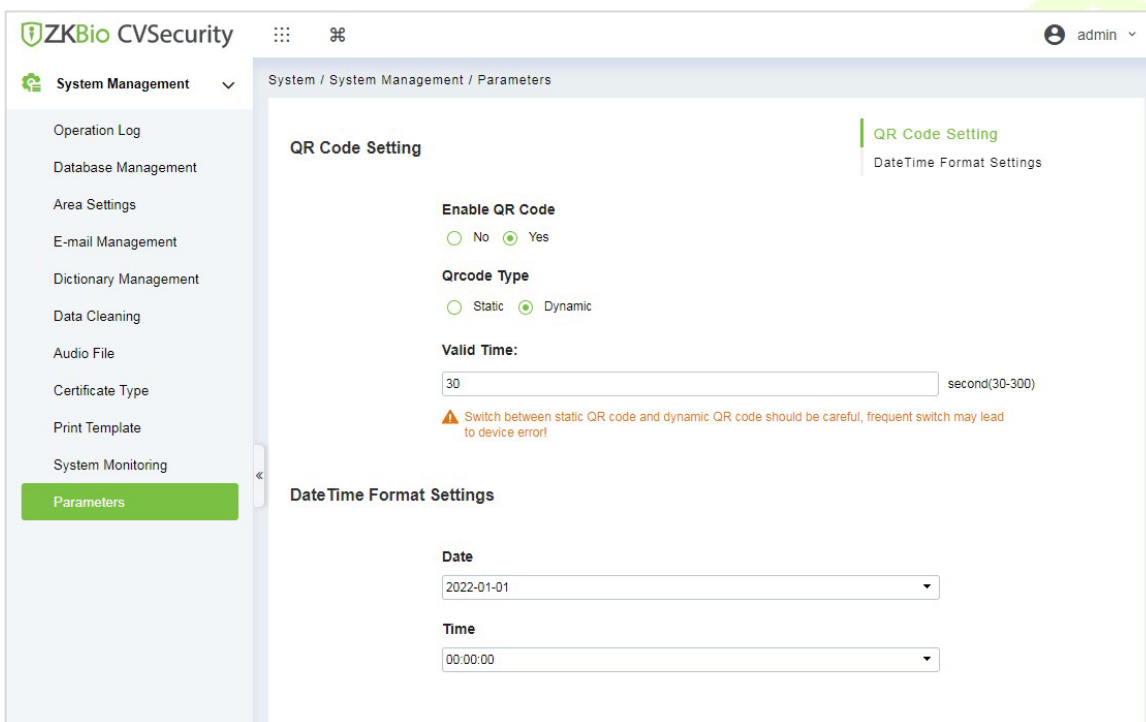 ZKBio CVSecurity
admin
System Management
Operation Log
Database Management
Area Settings
E-mail Management
Dictionary Management
Data Cleaning
Audio File
Certificate Type
Print Template
System Monitoring
Parameters
System / System Management / Parameters
QR Code Setting
QR Code Setting
DateTime Format Settings
Enable QR Code
No Yes
Qrcode Type
Static Dynamic
Valid Time:
30 second(30-300)
Switch between static QR code and dynamic QR code should be careful, frequent switch may lead
to device error!
DateTime Format Settings
Date
2022-01-01
Time
00:00:00